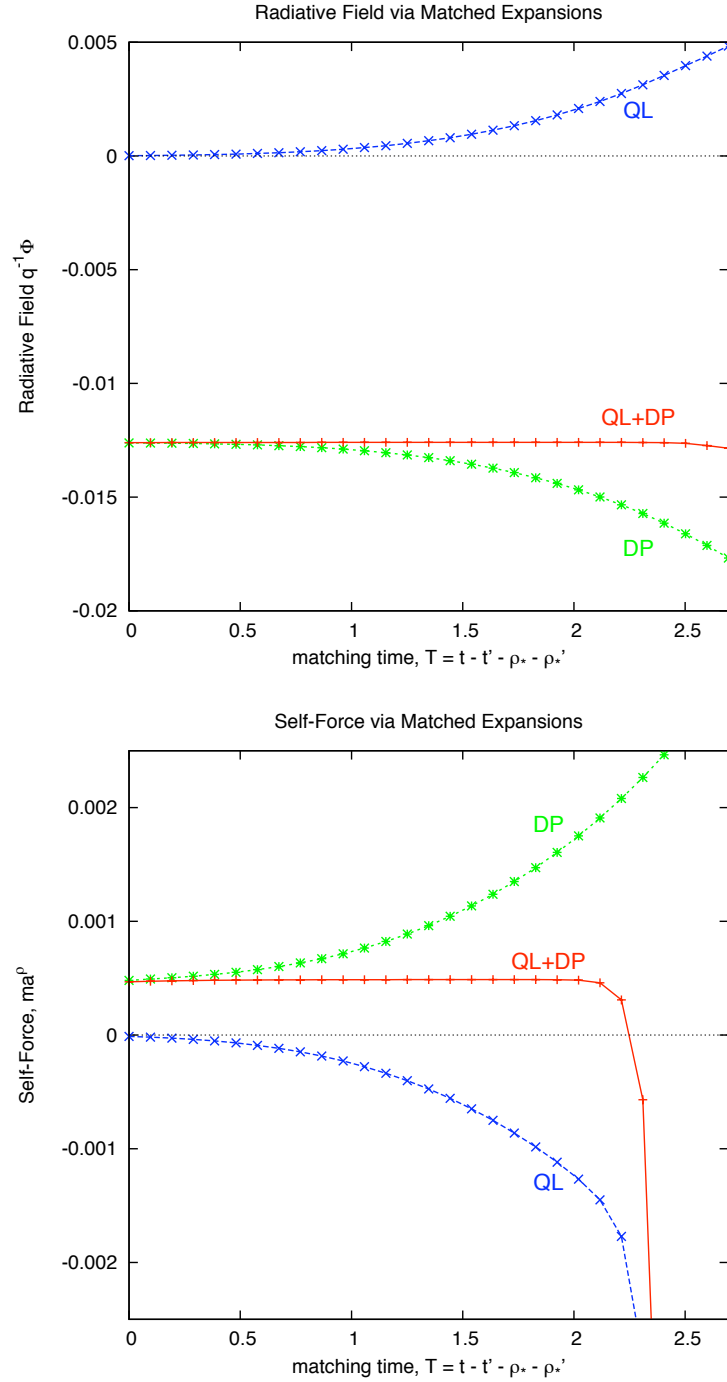 Radiative Field via Matched Expansions
0.005
0
-0.005
-0.01
-0.015
-0.02
Radiative Field q⁻¹Φ
QL
QL+DP
DP
0 0.5 1 1.5 2 2.5
matching time, T = t - t' - ρ* - ρ*'
Self-Force via Matched Expansions
0.002
0.001
0
-0.001
-0.002
Self-Force, maᵖ
DP
QL+DP
QL
0 0.5 1 1.5 2 2.5
matching time, T = t - t' - ρ* - ρ*'